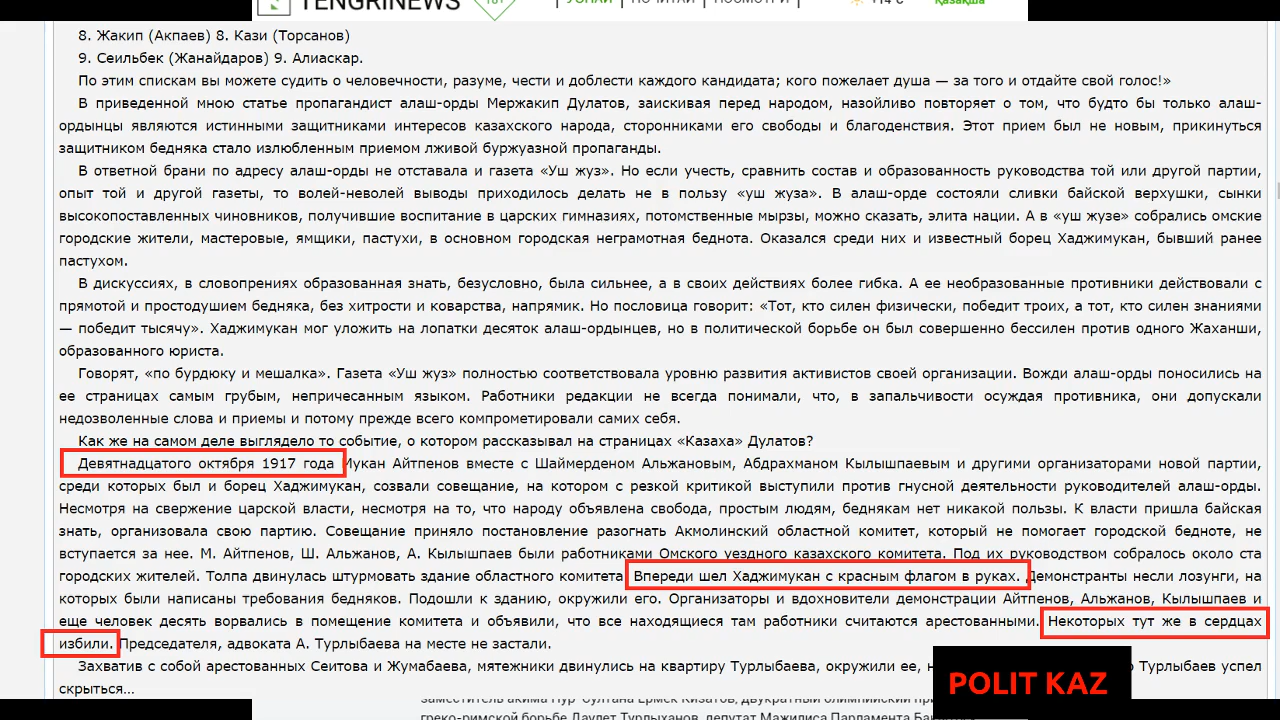 TENGRINEWS 18+ УЗНАЙ | ПОЧИТАЙ | ПОСМОТРИ | +14°C Қазақша
8. Жакип (Акпаев) 8. Кази (Торсанов)
9. Сеильбек (Жанайдаров) 9. Алиаскар.
По этим спискам вы можете судить о человечности, разуме, чести и доблести каждого кандидата; кого пожелает душа — за того и отдайте свой голос!»
В приведенной мною статье пропагандист алаш-орды Мержакип Дулатов, заискивая перед народом, назойливо повторяет о том, что будто бы только алаш-
ордынцы являются истинными защитниками интересов казахского народа, сторонниками его свободы и благоденствия. Этот прием был не новым, прикинуться
защитником бедняка стало излюбленным приемом лживой буржуазной пропаганды.
В ответной брани по адресу алаш-орды не отставала и газета «Уш жуз». Но если учесть, сравнить состав и образованность руководства той или другой партии,
опыт той и другой газеты, то волей-неволей выводы приходилось делать не в пользу «уш жуза». В алаш-орде состояли сливки байской верхушки, сынки
высокопоставленных чиновников, получившие воспитание в царских гимназиях, потомственные мырзы, можно сказать, элита нации. А в «уш жузе» собрались омские
городские жители, мастеровые, ямщики, пастухи, в основном городская неграмотная беднота. Оказался среди них и известный борец Хаджимукан, бывший ранее
пастухом.
В дискуссиях, в словопрениях образованная знать, безусловно, была сильнее, а в своих действиях более гибка. А ее необразованные противники действовали с
прямотой и простодушием бедняка, без хитрости и коварства, напрямик. Но пословица говорит: «Тот, кто силен физически, победит троих, а тот, кто силен знаниями
— победит тысячу». Хаджимукан мог уложить на лопатки десяток алаш-ордынцев, но в политической борьбе он был совершенно бессилен против одного Жаханши,
образованного юриста.
Говорят, «по бурдюку и мешалка». Газета «Уш жуз» полностью соответствовала уровню развития активистов своей организации. Вожди алаш-орды поносились на
ее страницах самым грубым, непричесанным языком. Работники редакции не всегда понимали, что, в запальчивости осуждая противника, они допускали
недозволенные слова и приемы и потому прежде всего компрометировали самих себя.
Как же на самом деле выглядело то событие, о котором рассказывал на страницах «Казаха» Дулатов?
Девятнадцатого октября 1917 года Мукан Айтпенов вместе с Шаймерденом Альжановым, Абдрахманом Кылышпаевым и другими организаторами новой партии,
среди которых был и борец Хаджимукан, созвали совещание, на котором с резкой критикой выступили против гнусной деятельности руководителей алаш-орды.
Несмотря на свержение царской власти, несмотря на то, что народу объявлена свобода, простым людям, беднякам нет никакой пользы. К власти пришла байская
знать, организовала свою партию. Совещание приняло постановление разогнать Акмолинский областной комитет, который не помогает городской бедноте, не
вступается за нее. М. Айтпенов, Ш. Альжанов, А. Кылышпаев были работниками Омского уездного казахского комитета. Под их руководством собралось около ста
городских жителей. Толпа двинулась штурмовать здание областного комитета. Впереди шел Хаджимукан с красным флагом в руках. Демонстранты несли лозунги, на
которых были написаны требования бедняков. Подошли к зданию, окружили его. Организаторы и вдохновители демонстрации Айтпенов, Альжанов, Кылышпаев и
еще человек десять ворвались в помещение комитета и объявили, что все находящиеся там работники считаются арестованными. Некоторых тут же в сердцах
избили. Председателя, адвоката А. Турлыбаева на месте не застали.
Захватив с собой арестованных Сеитова и Жумабаева, мятежники двинулись на квартиру Турлыбаева, окружили ее, Турлыбаев успел
скрыться...
POLIT KAZ